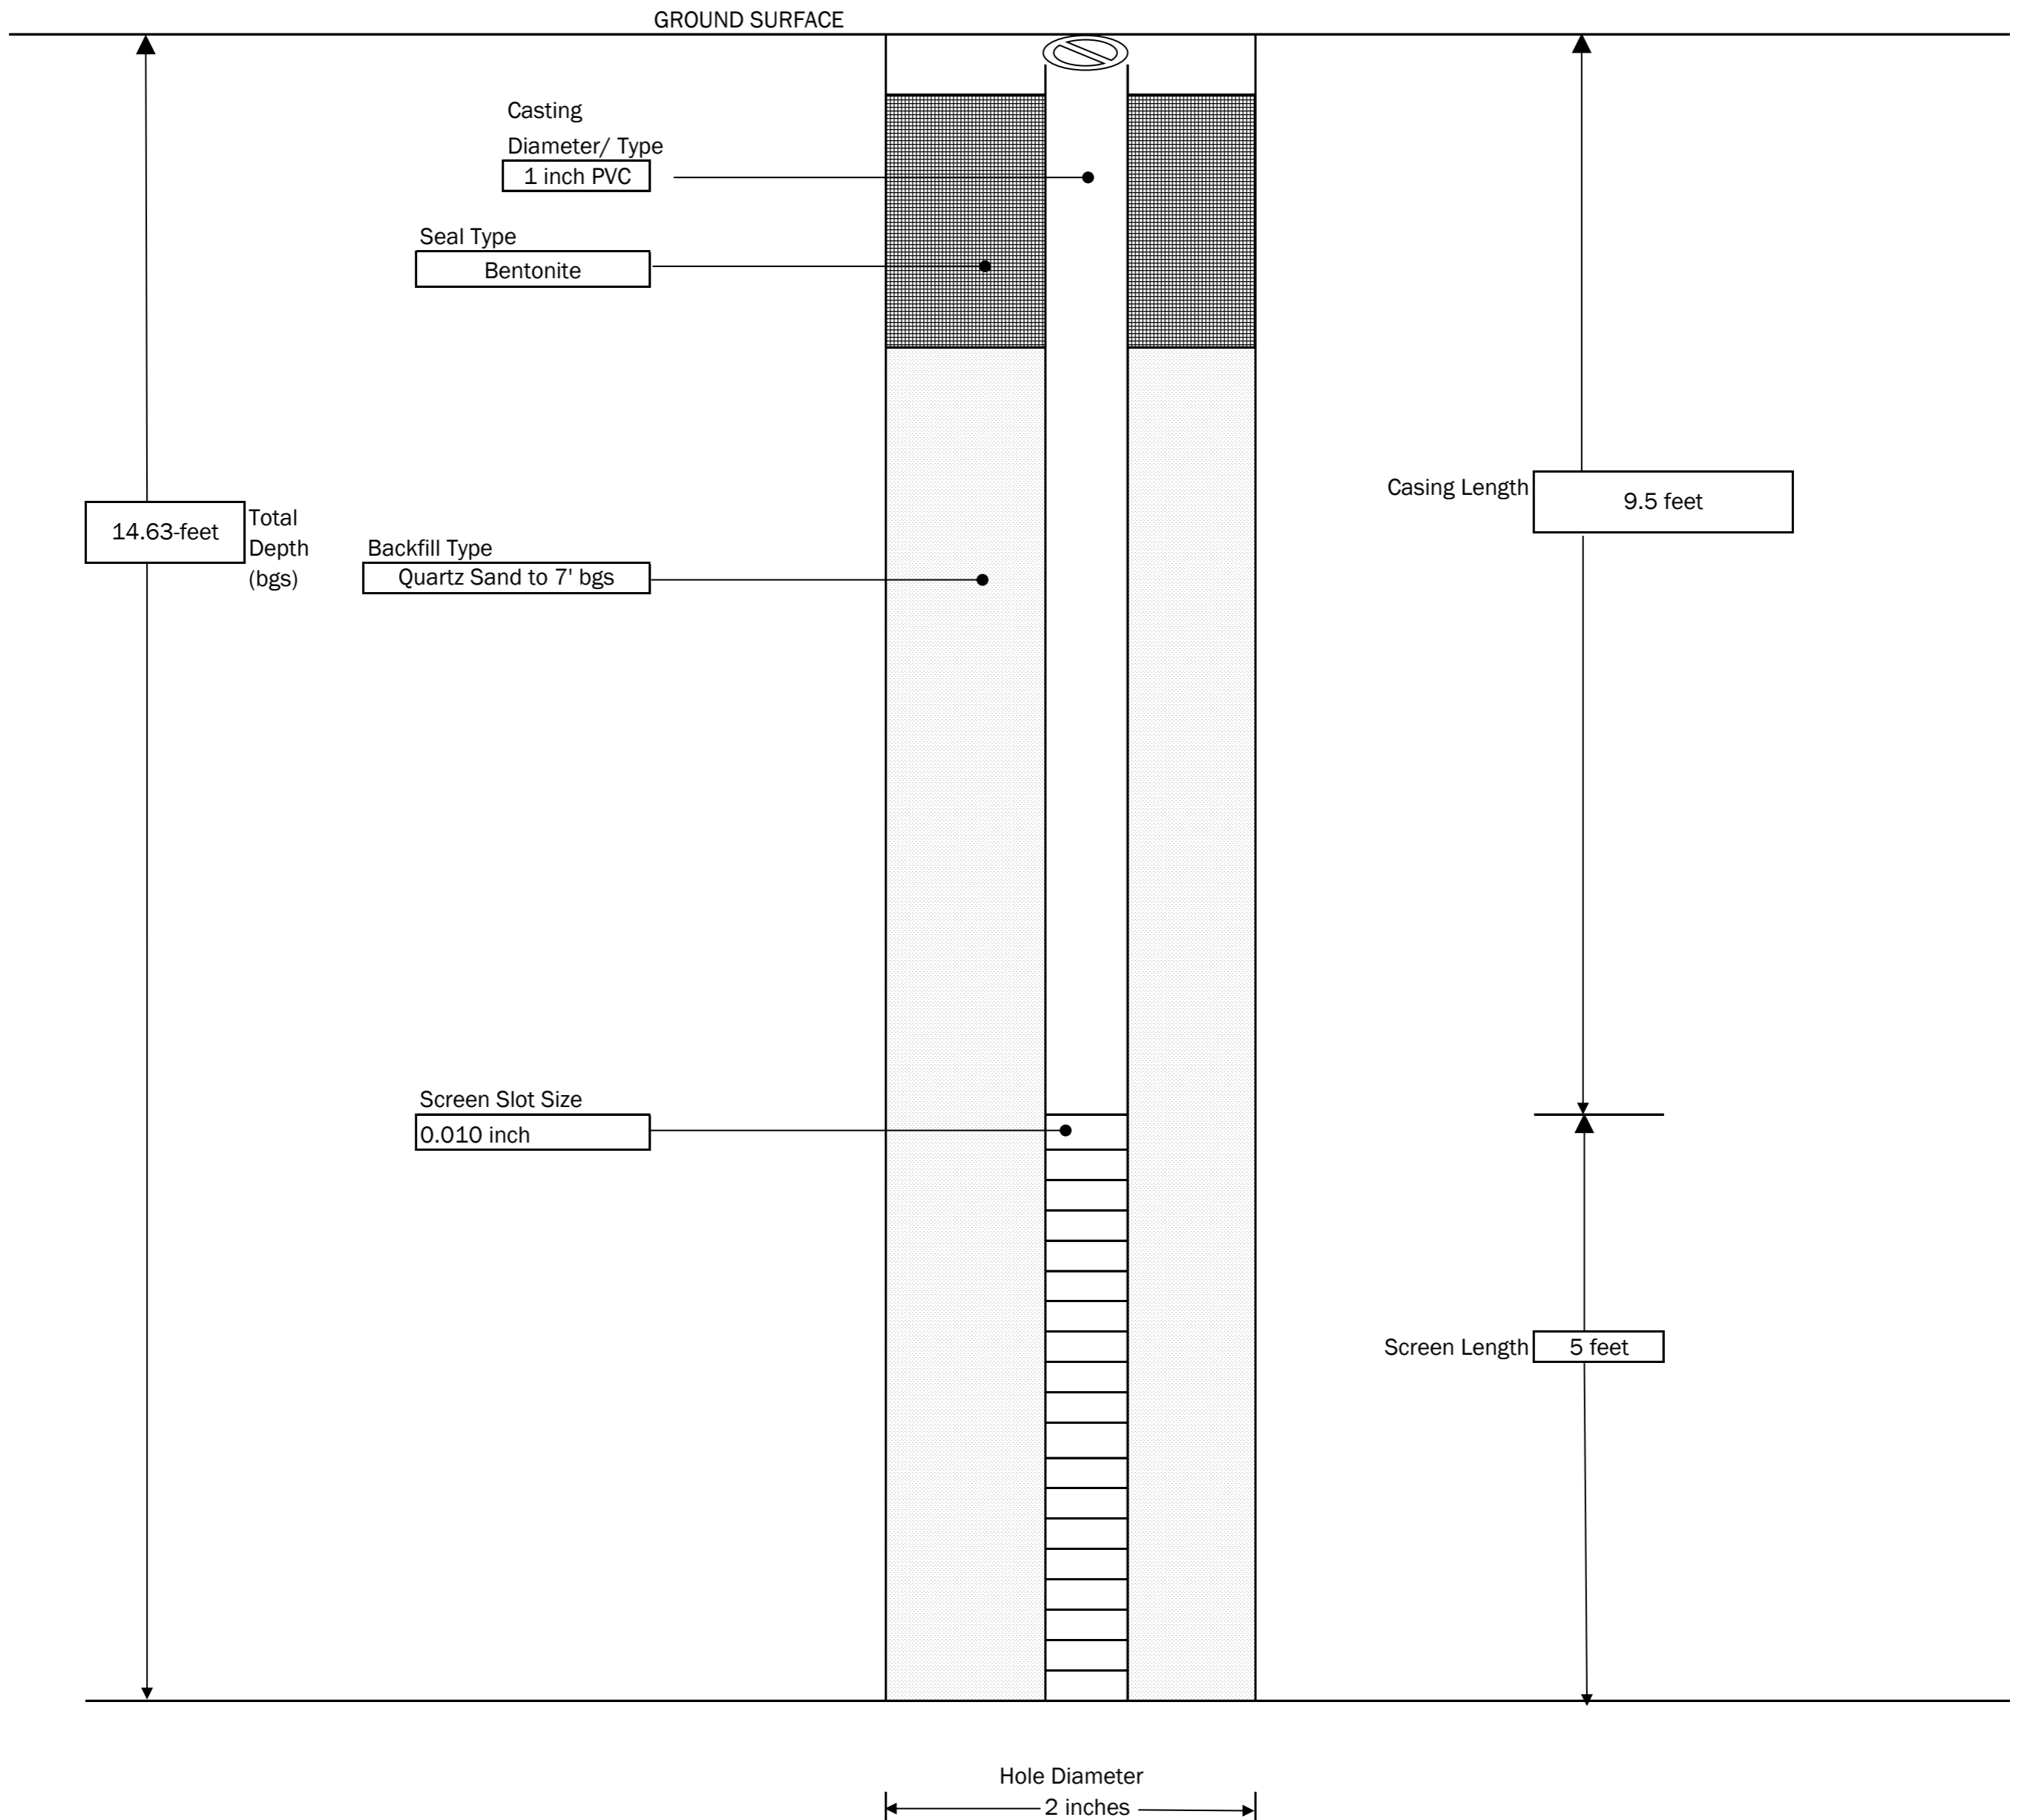 GROUND SURFACE
Casting
Diameter/ Type
1 inch PVC
Seal Type
Bentonite
Casing Length
9.5 feet
14.63-feet
Total
Depth
(bgs)
Backfill Type
Quartz Sand to 7' bgs
Screen Slot Size
0.010 inch
Screen Length
5 feet
Hole Diameter
2 inches